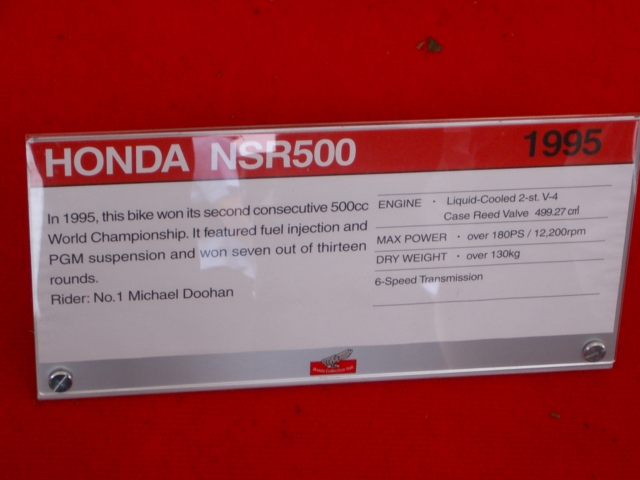 HONDA NSR500 1995
In 1995, this bike won its second consecutive 500cc
World Championship. It featured fuel injection and
PGM suspension and won seven out of thirteen
rounds.
Rider: No.1 Michael Doohan
ENGINE · Liquid-Cooled 2-st. V-4
Case Reed Valve 499.27㎤
MAX POWER · over 180PS / 12,200rpm
DRY WEIGHT · over 130kg
6-Speed Transmission